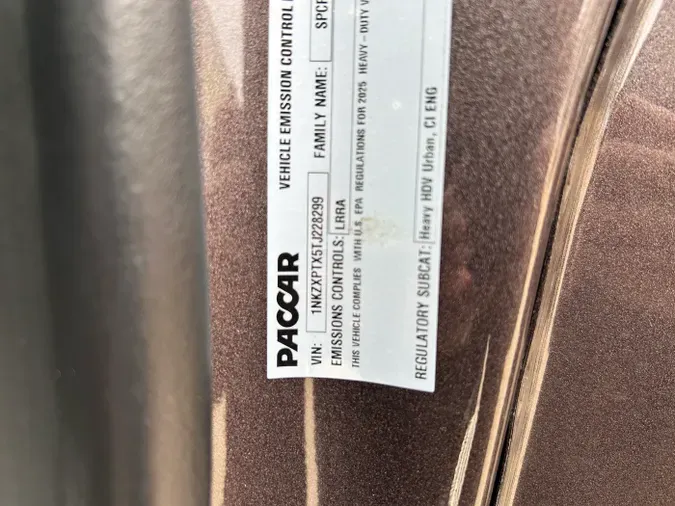 VEHICLE EMISSION CONTROL
PACCAR
VIN: 1NKZXPTX5TJ228299 FAMILY NAME: SPCF
EMISSIONS CONTROLS: LRRA
THIS VEHICLE COMPLIES WITH U.S. EPA REGULATIONS FOR 2025 HEAVY-DUTY V
REGULATORY SUBCAT: Heavy HDV Urban, CI ENG